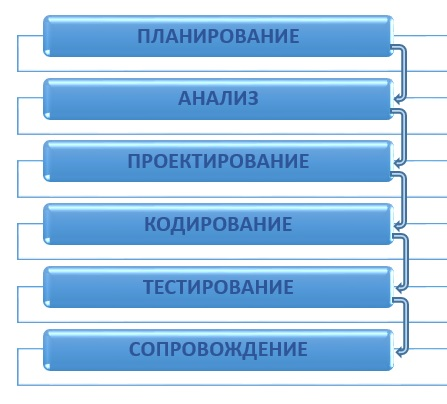 ПЛАНИРОВАНИЕ
АНАЛИЗ
ПРОЕКТИРОВАНИЕ
КОДИРОВАНИЕ
ТЕСТИРОВАНИЕ
СОПРОВОЖДЕНИЕ